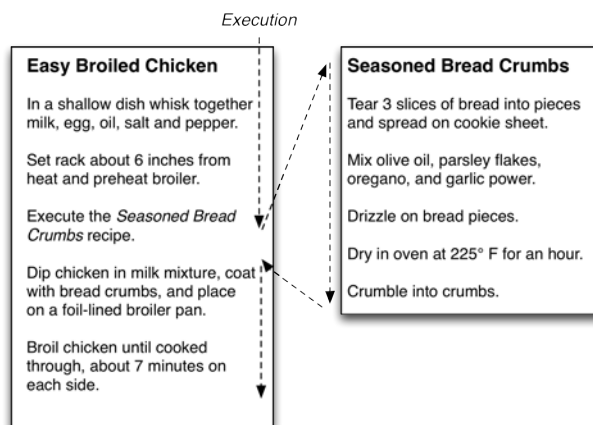 Execution
Easy Broiled Chicken
In a shallow dish whisk together
milk, egg, oil, salt and pepper.
Set rack about 6 inches from
heat and preheat broiler.
Execute the Seasoned Bread
Crumbs recipe.
Dip chicken in milk mixture, coat
with bread crumbs, and place
on a foil-lined broiler pan.
Broil chicken until cooked
through, about 7 minutes on
each side.
Seasoned Bread Crumbs
Tear 3 slices of bread into pieces
and spread on cookie sheet.
Mix olive oil, parsley flakes,
oregano, and garlic power.
Drizzle on bread pieces.
Dry in oven at 225° F for an hour.
Crumble into crumbs.